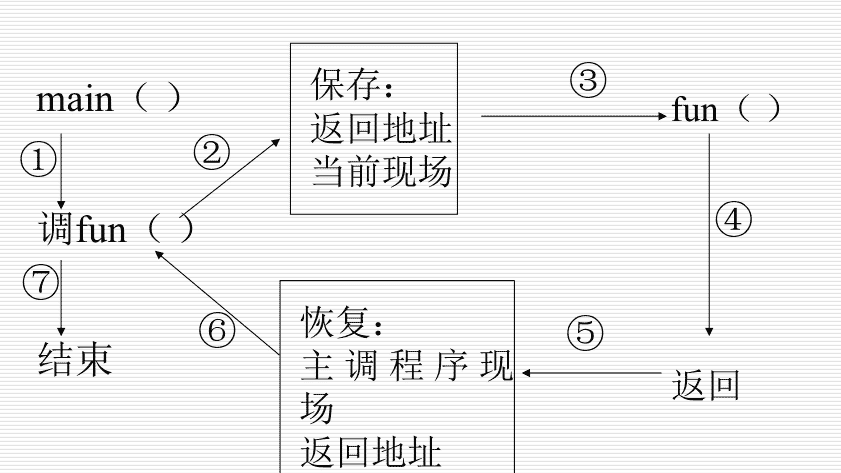 main（ ）
①
②
保存：
返回地址
当前现场
③
fun（ ）
调fun（ ）
④
⑦
⑥
恢复：
主调程序现
场
返回地址
⑤
结束
返回